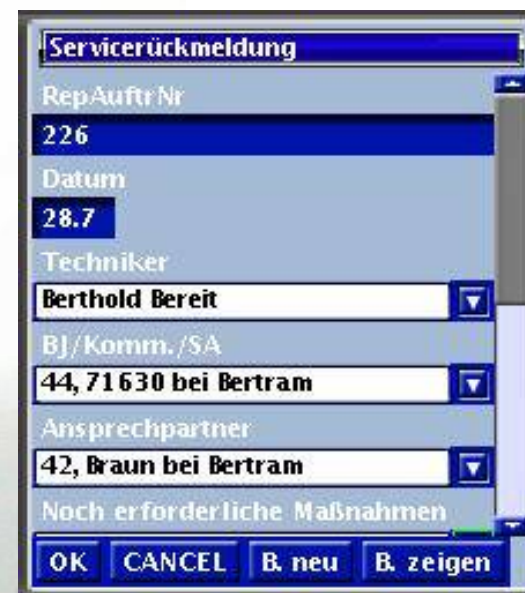 Servicerückmeldung
RepAuftrNr
226
Datum
28.7
Techniker
Berthold Bereit
BJ/Komm./SA
44, 71630 bei Bertram
Ansprechpartner
42, Braun bei Bertram
Noch erforderliche Maßnahmen
OK CANCEL B. neu B. zeigen